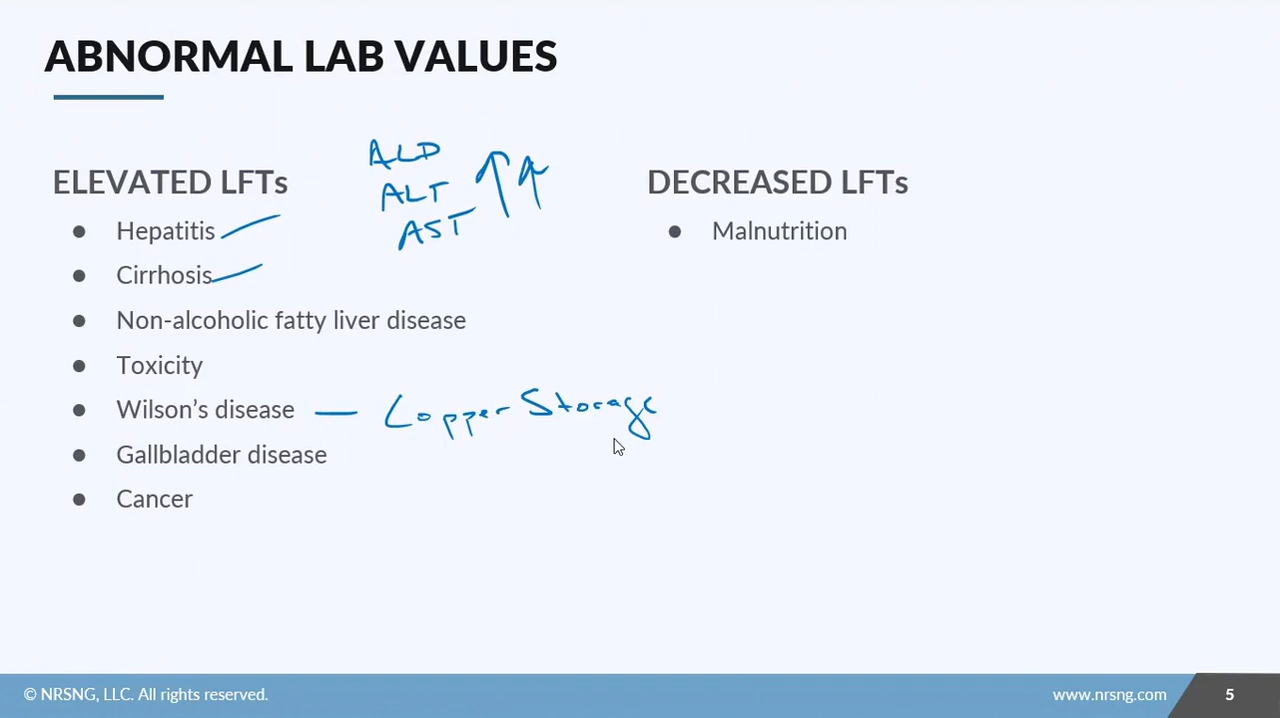 ABNORMAL LAB VALUES
ELEVATED LFTs
● Hepatitis
● Cirrhosis
● Non-alcoholic fatty liver disease
● Toxicity
● Wilson's disease — Copper Storage
● Gallbladder disease
● Cancer
ALD
ALT
AST ↑↑
DECREASED LFTs
● Malnutrition
© NRSNG, LLC. All rights reserved.
www.nrsng.com
5